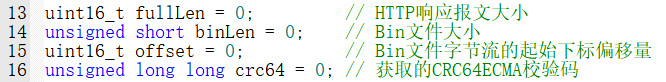 13 uint16_t fullLen = 0; // HTTP响应报文大小
14 unsigned short binLen = 0; // Bin文件大小
15 uint16_t offset = 0; // Bin文件字节流的起始下标偏移量
16 unsigned long long crc64 = 0; // 获取的CRC64ECMA校验码